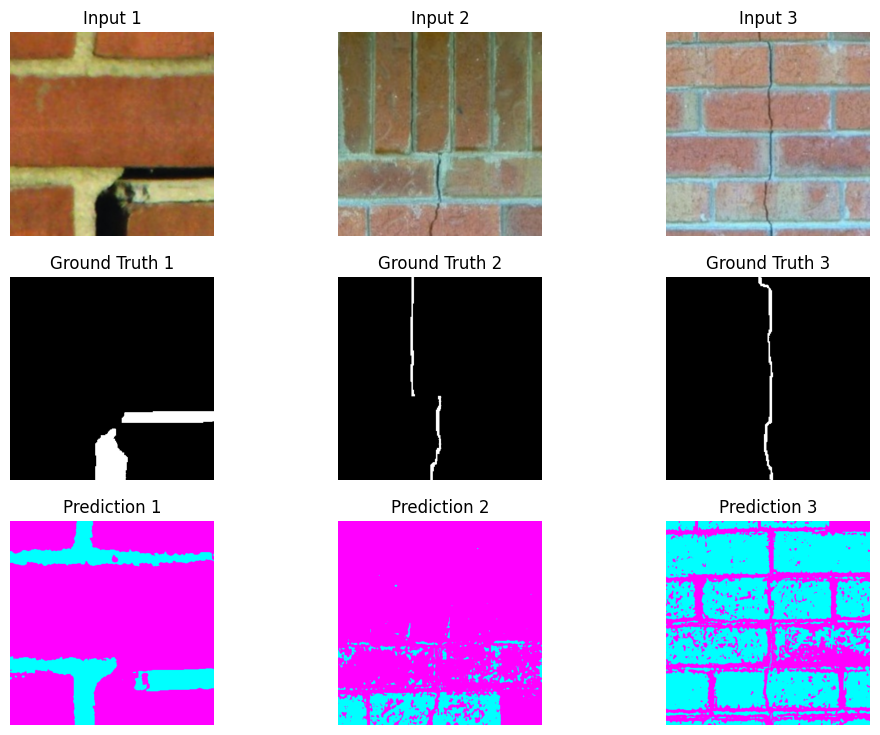 Input 1
Input 2
Input 3
Ground Truth 1
Ground Truth 2
Ground Truth 3
Prediction 1
Prediction 2
Prediction 3